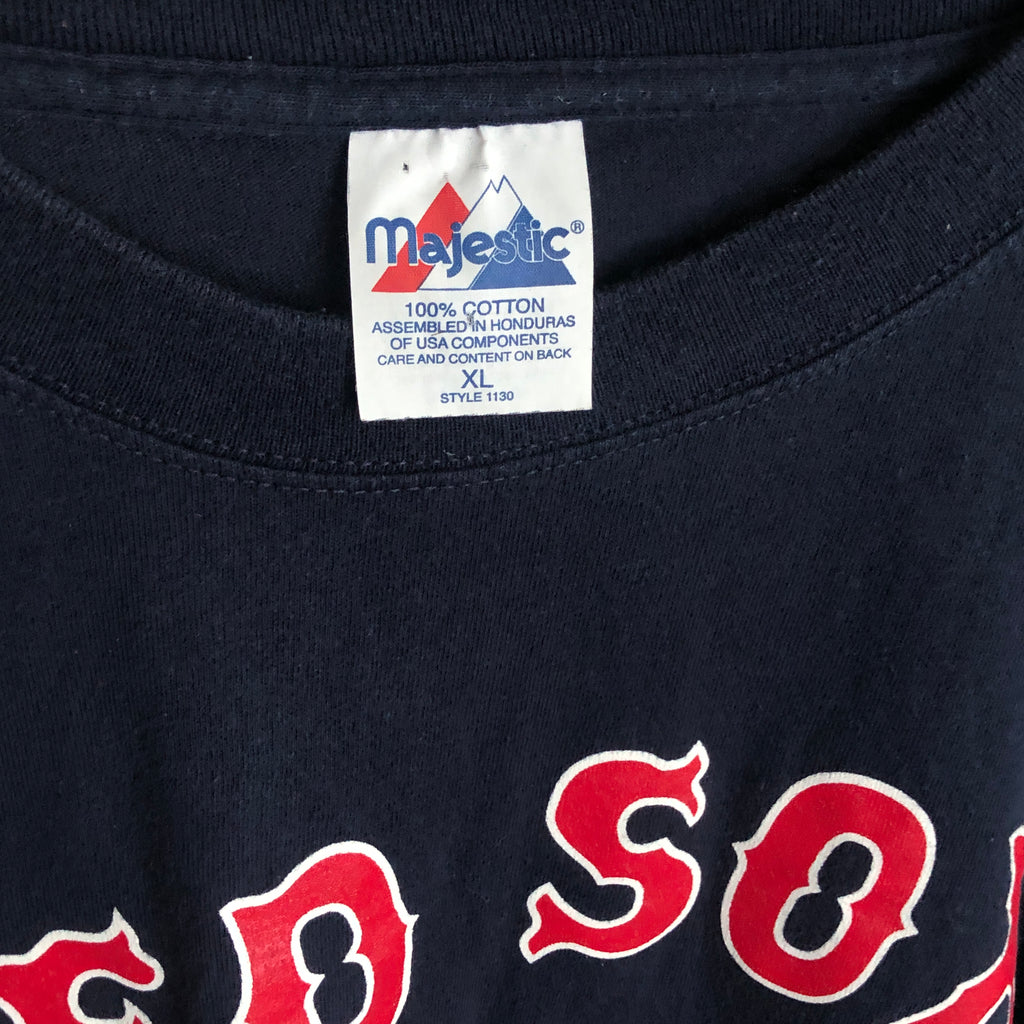 Majestic®
100% COTTON
ASSEMBLED IN HONDURAS
OF USA COMPONENTS
CARE AND CONTENT ON BACK
XL
STYLE 1130
ED SO